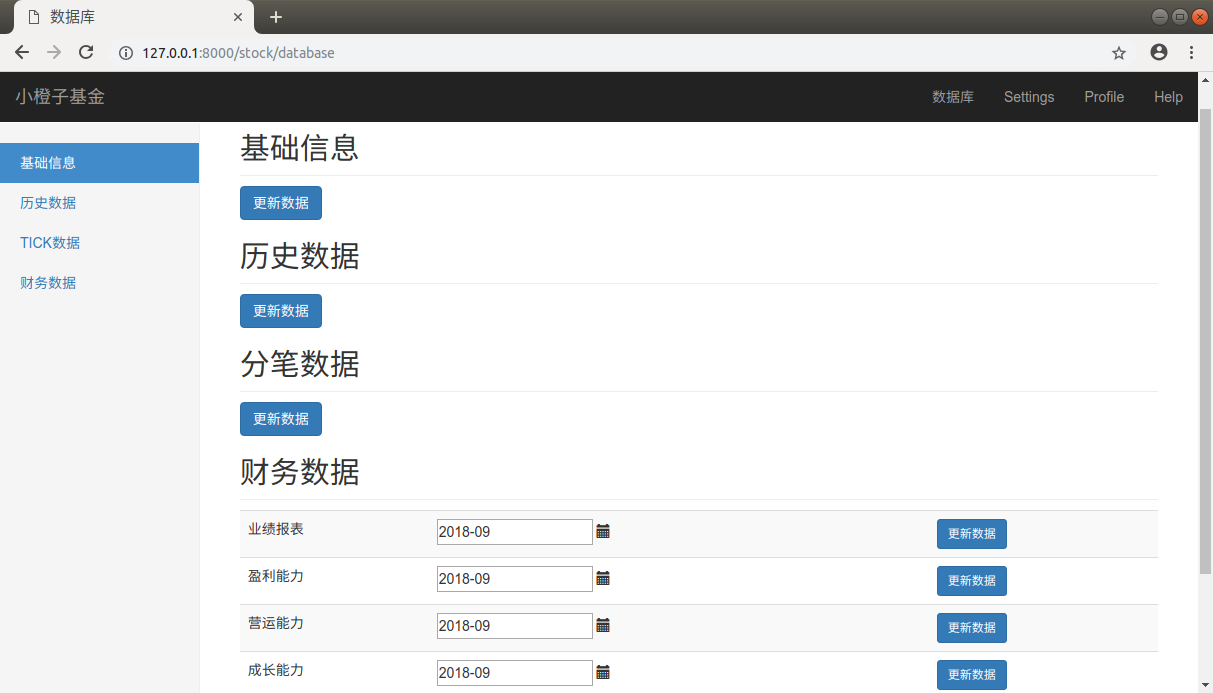 数据库
127.0.0.1:8000/stock/database
小橙子基金
数据库 Settings Profile Help
基础信息
历史数据
TICK数据
财务数据
基础信息
更新数据
历史数据
更新数据
分笔数据
更新数据
财务数据
业绩报表 2018-09 更新数据
盈利能力 2018-09 更新数据
营运能力 2018-09 更新数据
成长能力 2018-09 更新数据